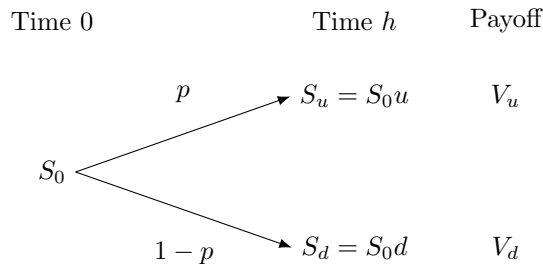 Time 0 Time $h$ Payoff
$p$ $S_u = S_0u$ $V_u$
$S_0$
$1 - p$ $S_d = S_0d$ $V_d$